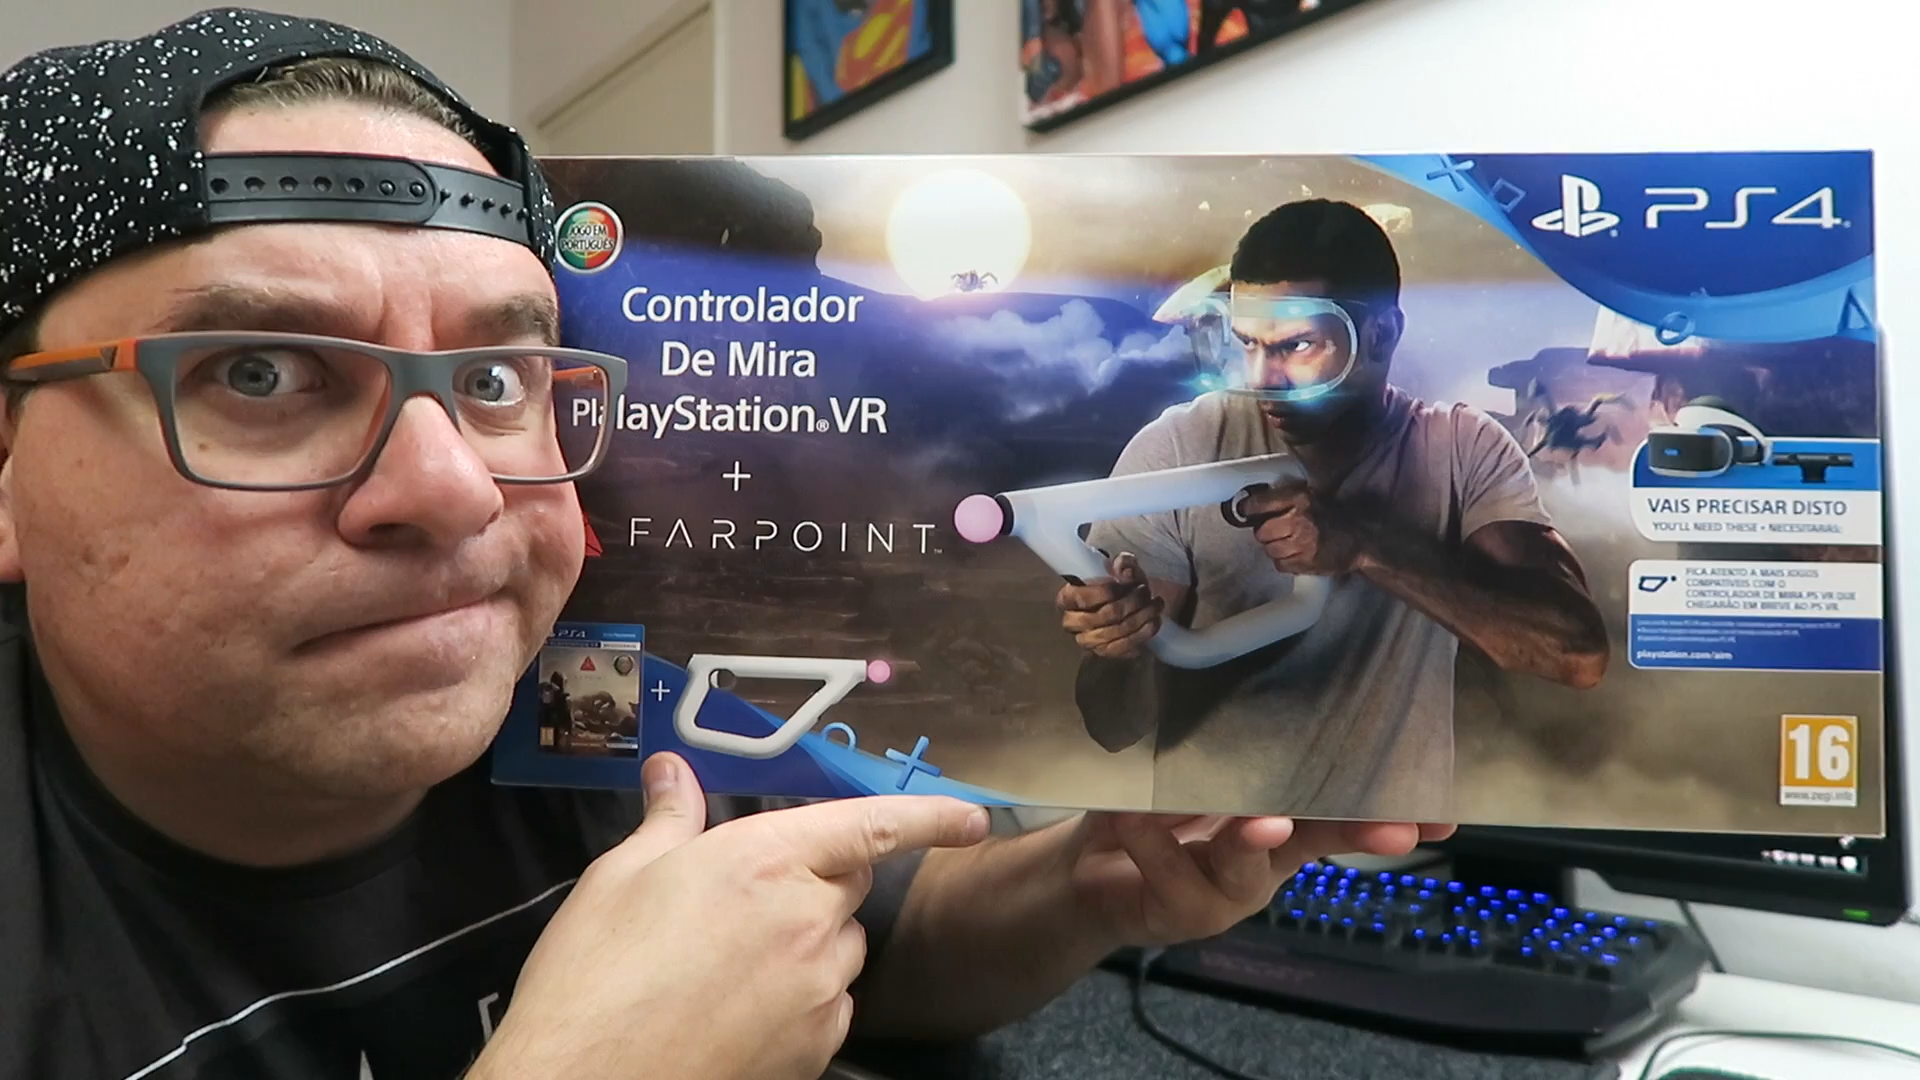 JOGO EM
PORTUGUÊS
Controlador
De Mira
PlayStation®VR
+
FARPOINT™
PS4
VAIS PRECISAR DISTO
YOU'LL NEED THESE • NECESITARÁS:
FICA ATENTO A MAIS JOGOS
COMPATÍVEIS COM O
CONTROLADOR DE MIRA PS VR QUE
CHEGARÃO EM BREVE AO PS VR.
playstation.com/aim
PS4
+
16
www.pegi.info